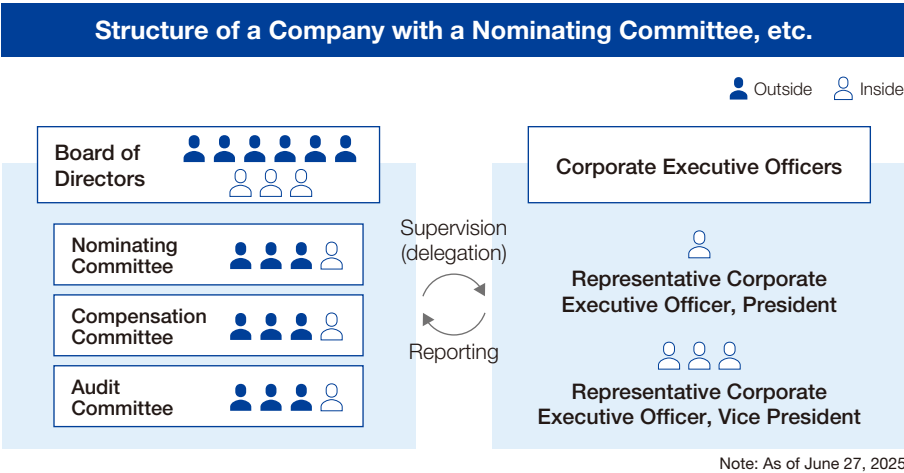 Structure of a Company with a Nominating Committee, etc.
Outside
Inside
Board of
Directors
Nominating
Committee
Compensation
Committee
Audit
Committee
Supervision
(delegation)
Reporting
Corporate Executive Officers
Representative Corporate
Executive Officer, President
Representative Corporate
Executive Officer, Vice President
Note: As of June 27, 2025